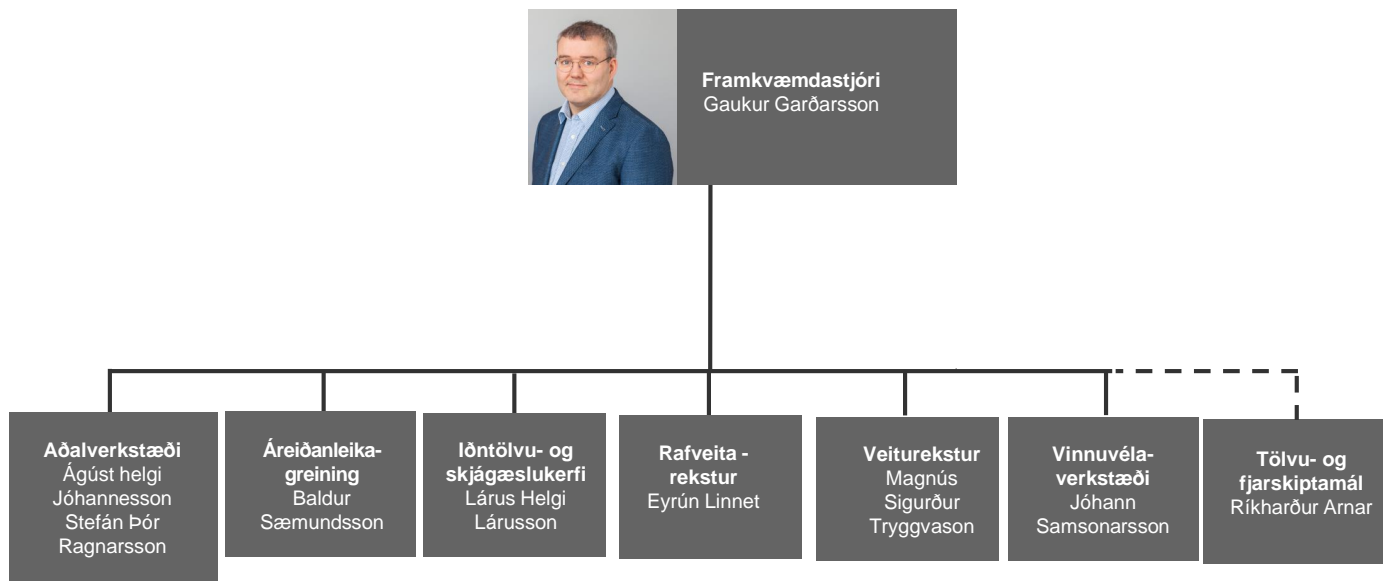 Framkvæmdastjóri
Gaukur Garðarsson
Aðalverkstæði
Ágúst helgi
Jóhannesson
Stefán Þór
Ragnarsson
Áreiðanleika-
greining
Baldur
Sæmundsson
Iðntölvu- og
skjágæslukerfi
Lárus Helgi
Lárusson
Rafveita -
rekstur
Eyrún Linnet
Veiturekstur
Magnús
Sigurður
Tryggvason
Vinnuvéla-
verkstæði
Jóhann
Samsonarsson
Tölvu- og
fjarskiptamál
Ríkharður Arnar